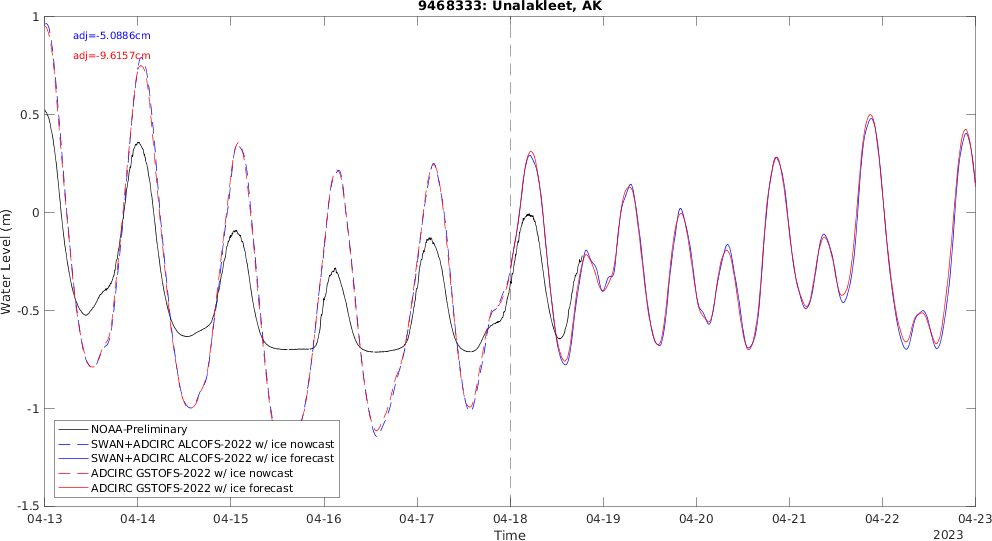 9468333: Unalakleet, AK
adj=-5.0886cm
adj=-9.6157cm
Water Level (m)
1
0.5
0
-0.5
-1
-1.5
NOAA-Preliminary
SWAN+ADCIRC ALCOFS-2022 w/ ice nowcast
SWAN+ADCIRC ALCOFS-2022 w/ ice forecast
ADCIRC GSTOFS-2022 w/ ice nowcast
ADCIRC GSTOFS-2022 w/ ice forecast
04-13 04-14 04-15 04-16 04-17 04-18 04-19 04-20 04-21 04-22 04-23
Time
2023